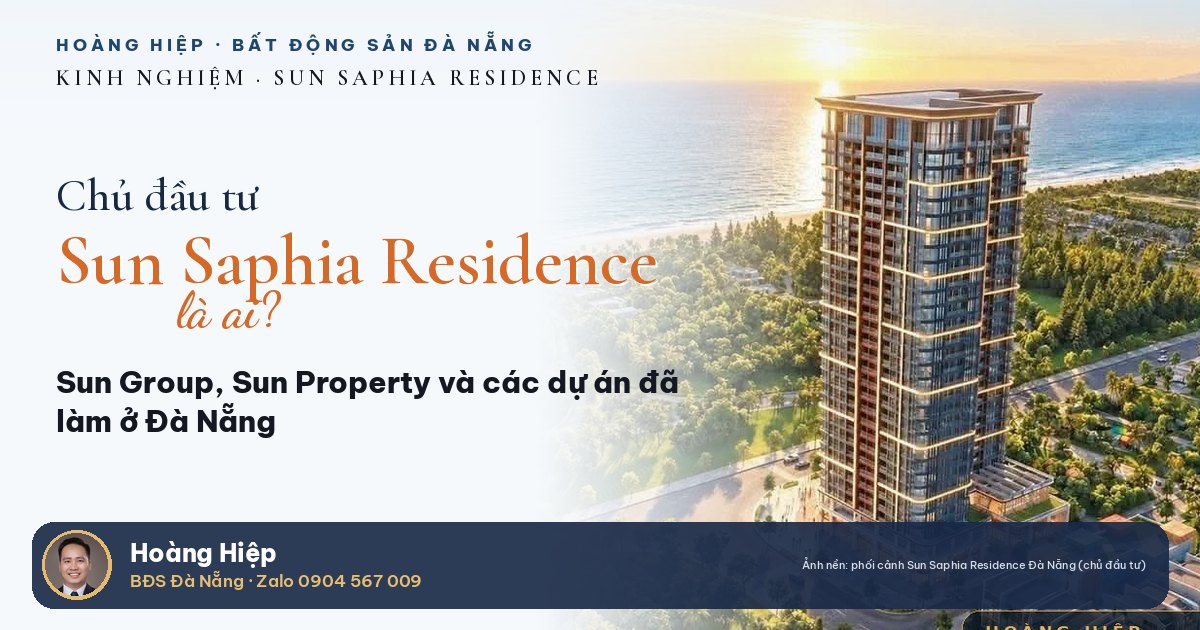 HOÀNG HIỆP · BẤT ĐỘNG SẢN ĐÀ NẴNG
KINH NGHIỆM · SUN SAPHIA RESIDENCE
Chủ đầu tư
Sun Saphia Residence
là ai?
Sun Group, Sun Property và các dự án đã
làm ở Đà Nẵng
Hoàng Hiệp
BĐS Đà Nẵng · Zalo 0904 567 009
Ảnh nền: phối cảnh Sun Saphia Residence Đà Nẵng (chủ đầu tư)
HOÀNG HIỆP